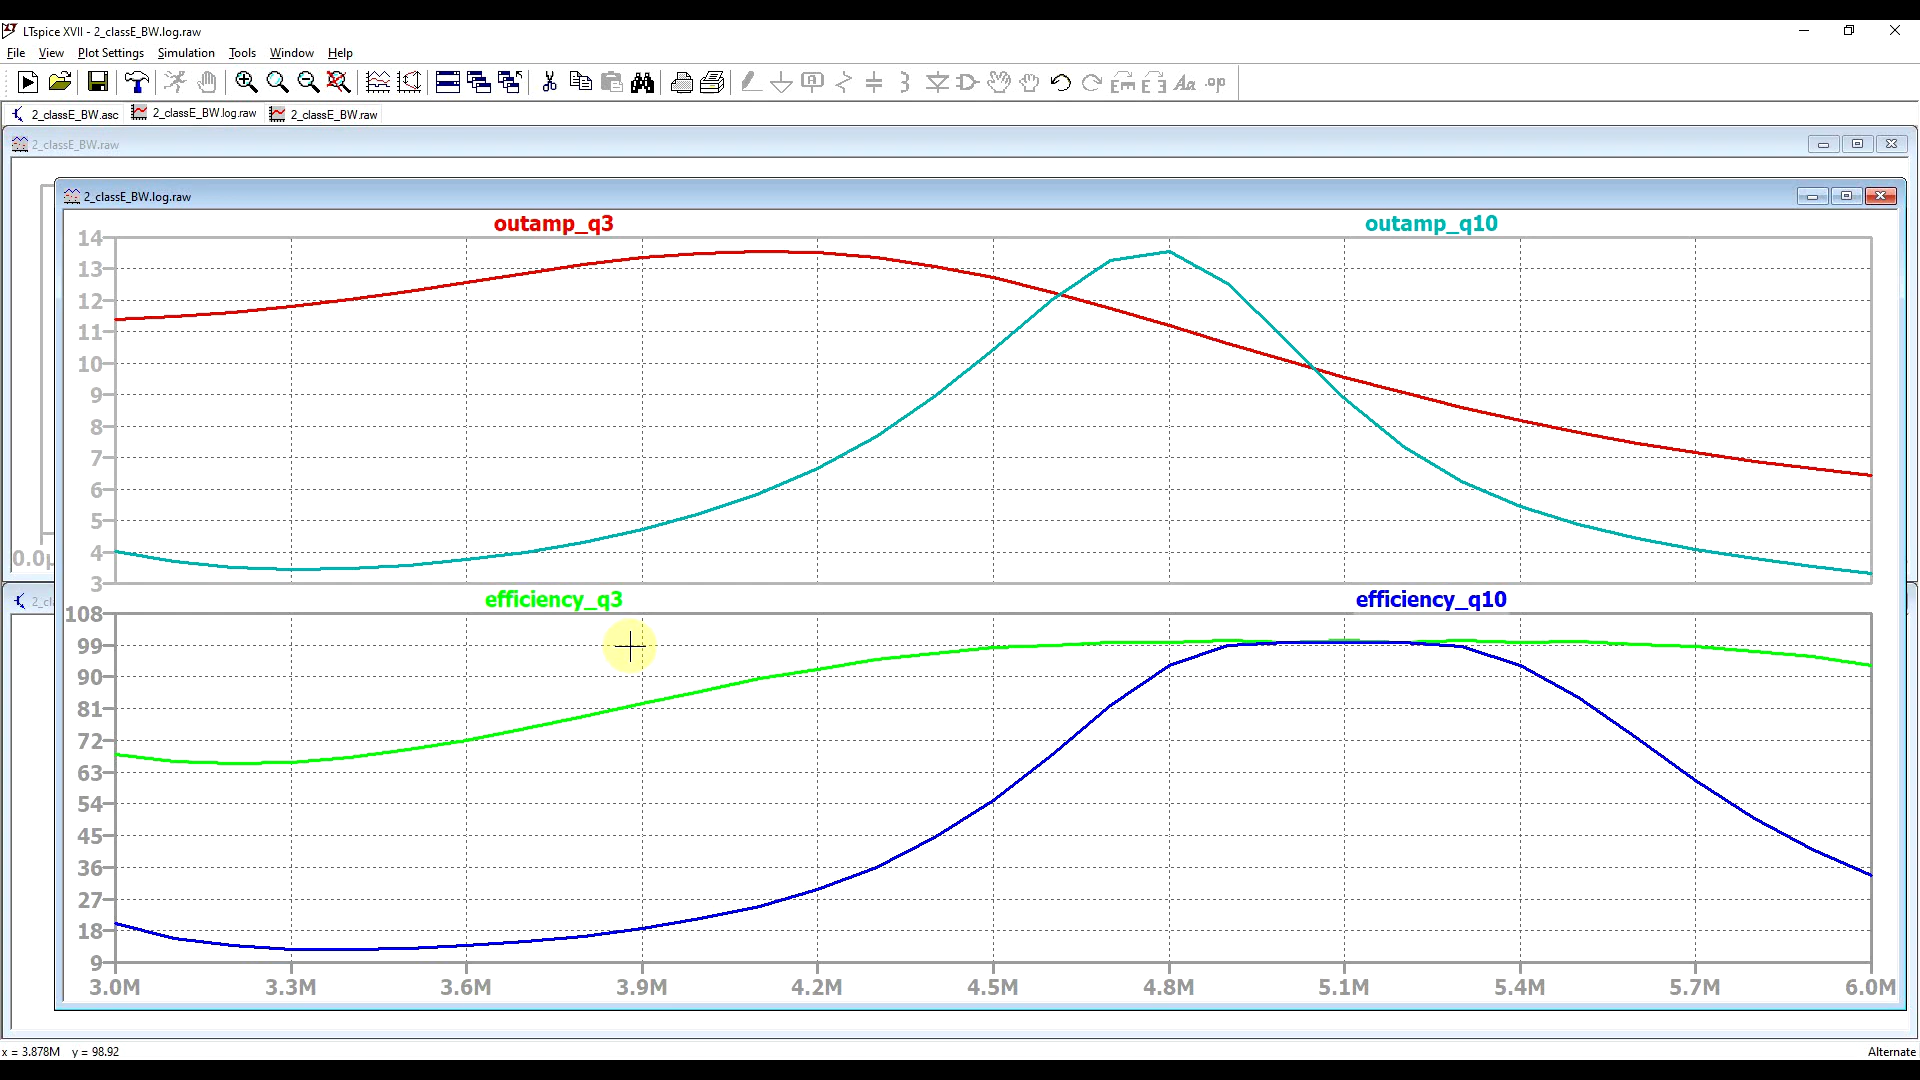 LTspice XVII - 2_classE_BW.log.raw
File View Plot Settings Simulation Tools Window Help
2_classE_BW.asc 2_classE_BW.log.raw 2_classE_BW.raw
2_classE_BW.raw
2_classE_BW.log.raw
outamp_q3 outamp_q10
14
13
12
11
10
9
8
7
6
5
4
3
0.0µ
2_cl
efficiency_q3 efficiency_q10
108
99
90
81
72
63
54
45
36
27
18
9
3.0M 3.3M 3.6M 3.9M 4.2M 4.5M 4.8M 5.1M 5.4M 5.7M 6.0M
x = 3.878M y = 98.92 Alternate